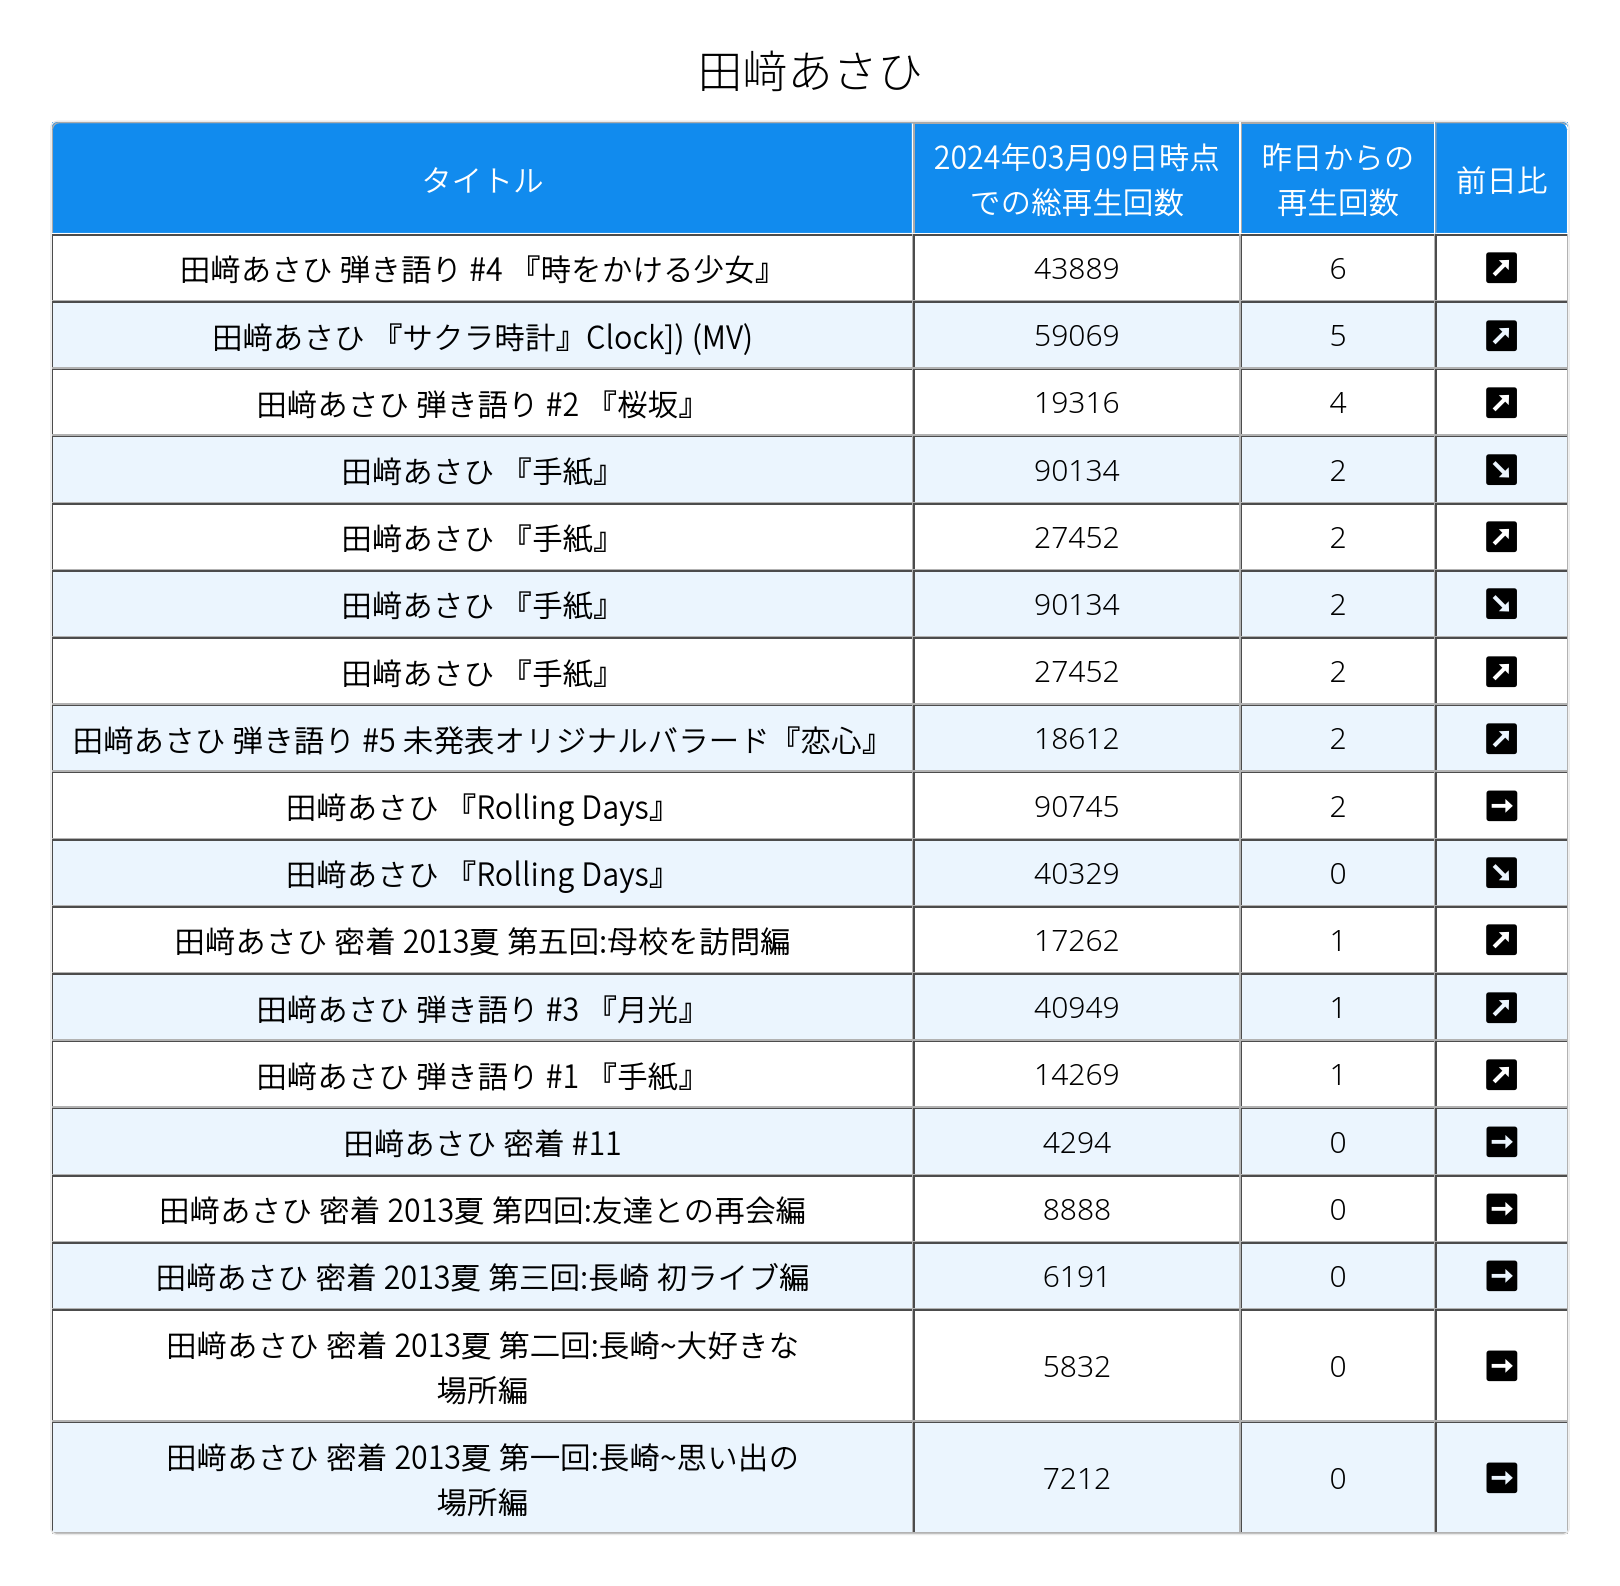 田﨑あさひ
タイトル
2024年03月09日時点
での総再生回数
昨日からの
再生回数
前日比
田﨑あさひ 弾き語り #4 『時をかける少女』 43889 6 ↗
田﨑あさひ 『サクラ時計』Clock]) (MV) 59069 5 ↗
田﨑あさひ 弾き語り #2 『桜坂』 19316 4 ↗
田﨑あさひ 『手紙』 90134 2 ↘
田﨑あさひ 『手紙』 27452 2 ↗
田﨑あさひ 『手紙』 90134 2 ↘
田﨑あさひ 『手紙』 27452 2 ↗
田﨑あさひ 弾き語り #5 未発表オリジナルバラード『恋心』 18612 2 ↗
田﨑あさひ 『Rolling Days』 90745 2 →
田﨑あさひ 『Rolling Days』 40329 0 ↘
田﨑あさひ 密着 2013夏 第五回:母校を訪問編 17262 1 ↗
田﨑あさひ 弾き語り #3 『月光』 40949 1 ↗
田﨑あさひ 弾き語り #1 『手紙』 14269 1 ↗
田﨑あさひ 密着 #11 4294 0 →
田﨑あさひ 密着 2013夏 第四回:友達との再会編 8888 0 →
田﨑あさひ 密着 2013夏 第三回:長崎 初ライブ編 6191 0 →
田﨑あさひ 密着 2013夏 第二回:長崎~大好きな
場所編 5832 0 →
田﨑あさひ 密着 2013夏 第一回:長崎~思い出の
場所編 7212 0 →